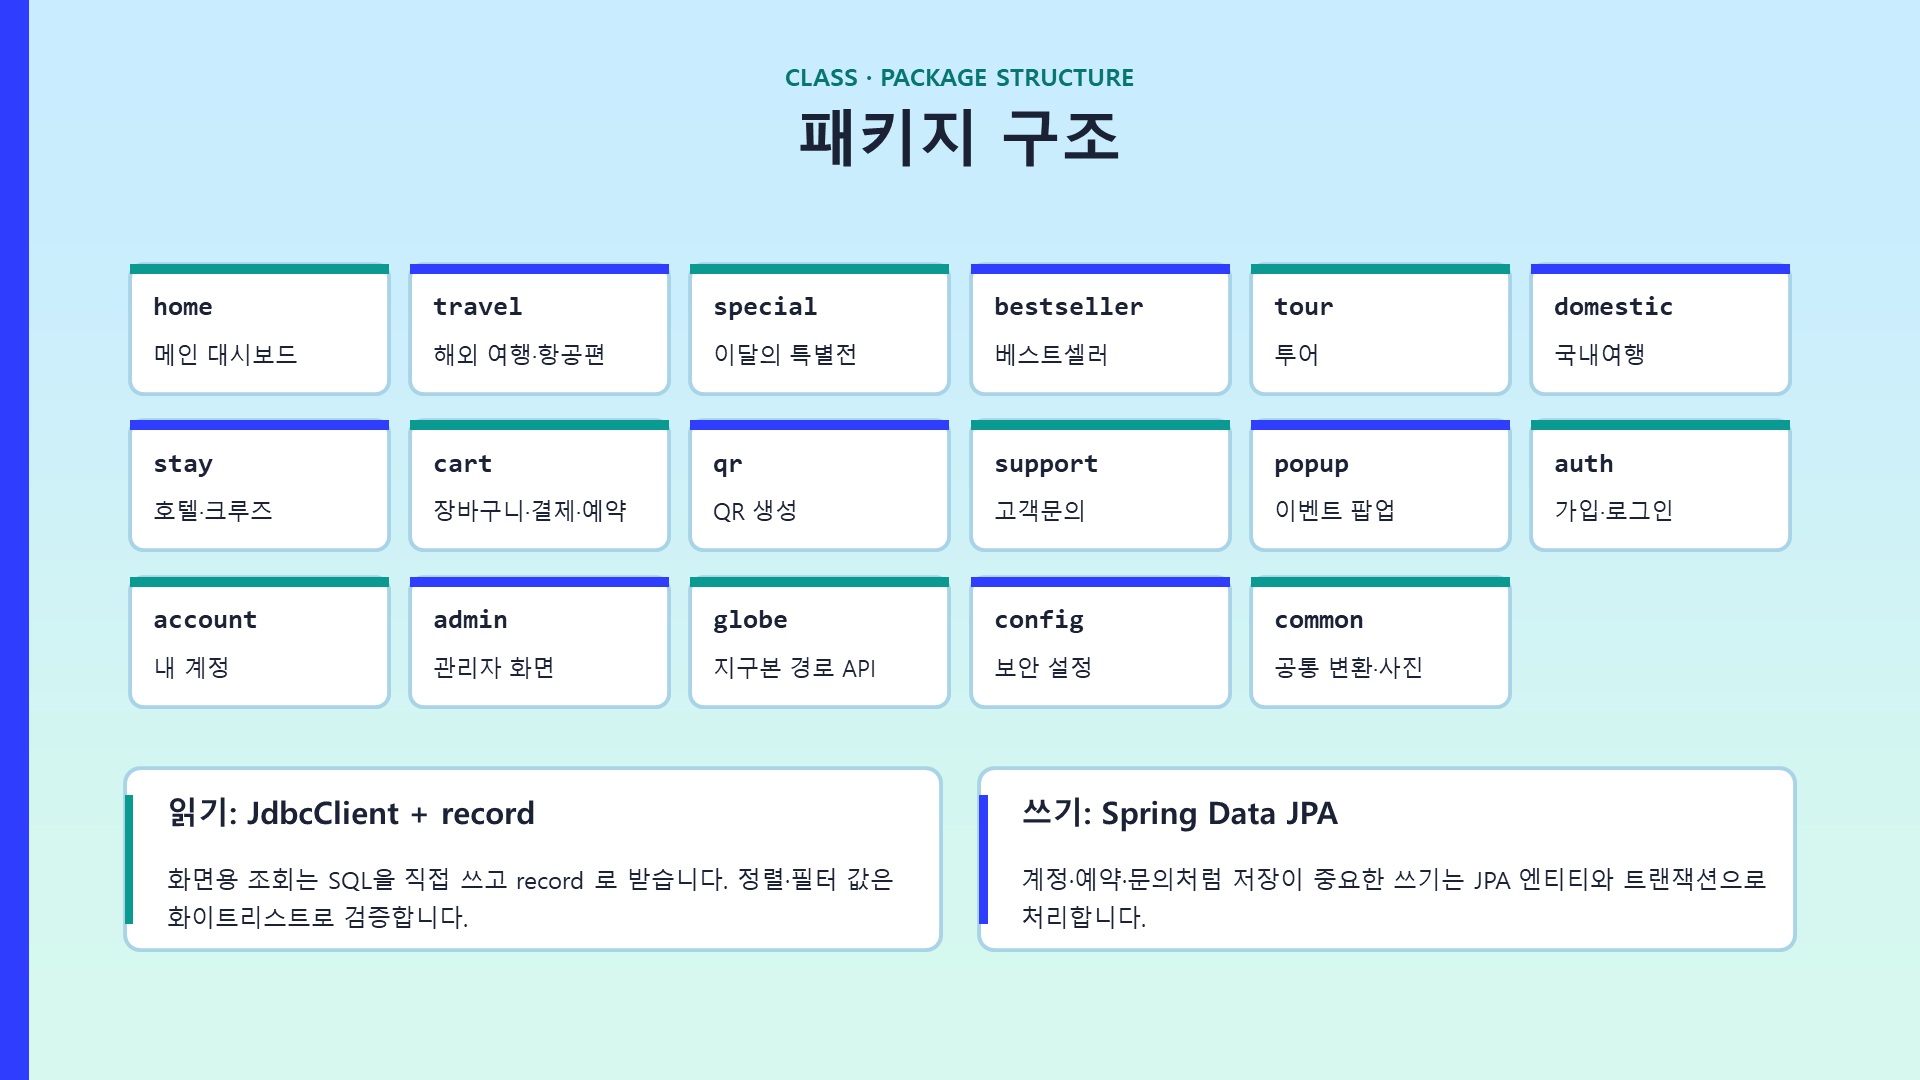 CLASS · PACKAGE STRUCTURE
패키지 구조
home
메인 대시보드
travel
해외 여행·항공편
special
이달의 특별전
bestseller
베스트셀러
tour
투어
domestic
국내여행
stay
호텔·크루즈
cart
장바구니·결제·예약
qr
QR 생성
support
고객문의
popup
이벤트 팝업
auth
가입·로그인
account
내 계정
admin
관리자 화면
globe
지구본 경로 API
config
보안 설정
common
공통 변환·사진
읽기: JdbcClient + record
화면용 조회는 SQL을 직접 쓰고 record 로 받습니다. 정렬·필터 값은
화이트리스트로 검증합니다.
쓰기: Spring Data JPA
계정·예약·문의처럼 저장이 중요한 쓰기는 JPA 엔티티와 트랜잭션으로
처리합니다.